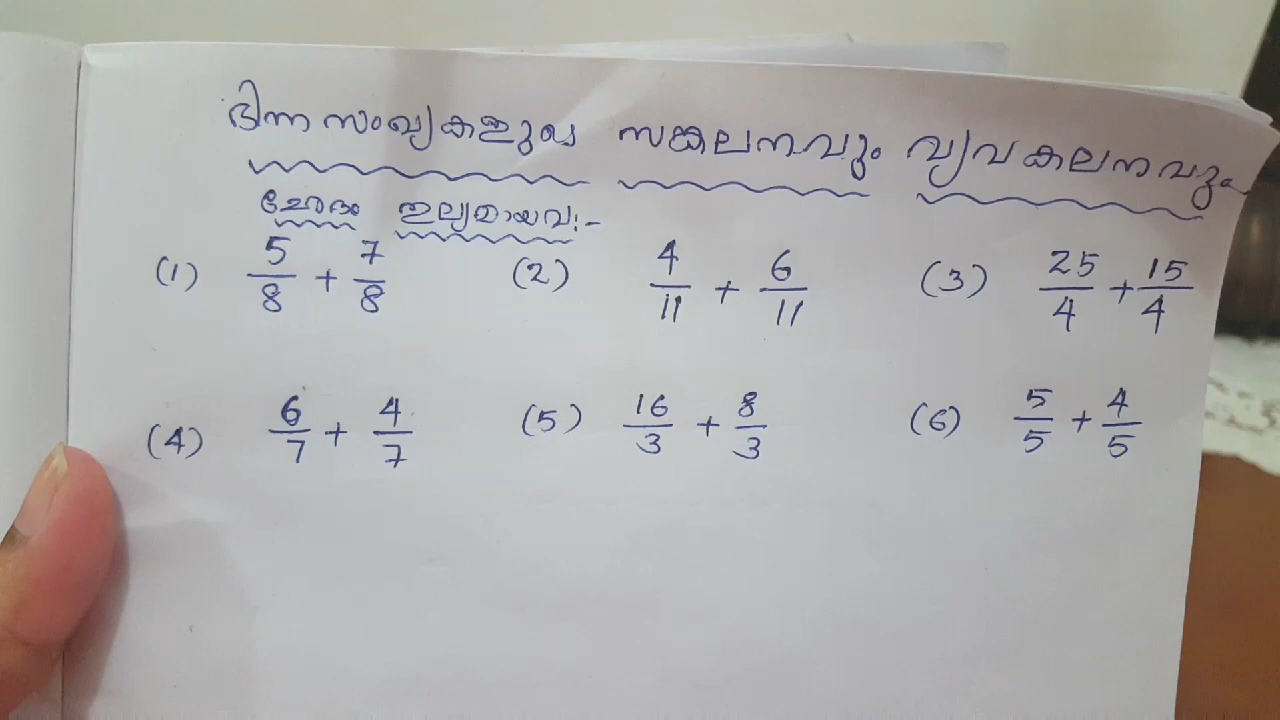 ഭിന്ന സംഖ്യകളുടെ സങ്കലനവും വ്യവകലനവും
ഛേദം തുല്യമായവ:-
(1) 5/8 + 7/8 (2) 4/11 + 6/11 (3) 25/4 + 15/4
(4) 6/7 + 4/7 (5) 16/3 + 8/3 (6) 5/5 + 4/5